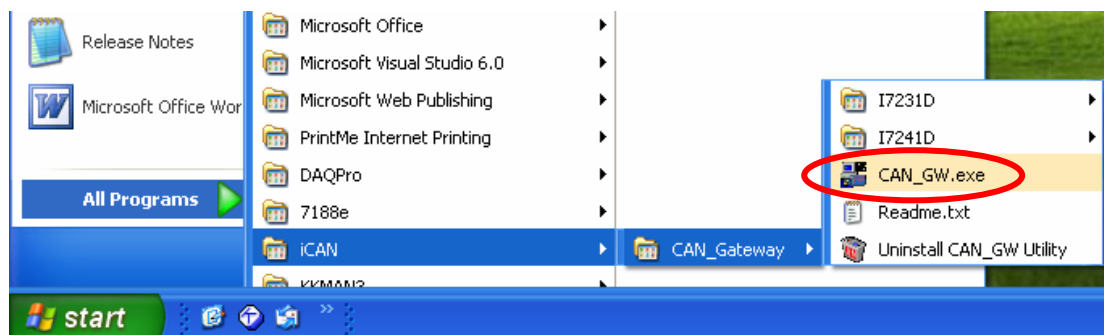 Release Notes
Microsoft Office Wor
All Programs
Microsoft Office
Microsoft Visual Studio 6.0
Microsoft Web Publishing
PrintMe Internet Printing
DAQPro
7188e
iCAN
KKMAN3
CAN_Gateway
I7231D
I7241D
CAN_GW.exe
Readme.txt
Uninstall CAN_GW Utility
start